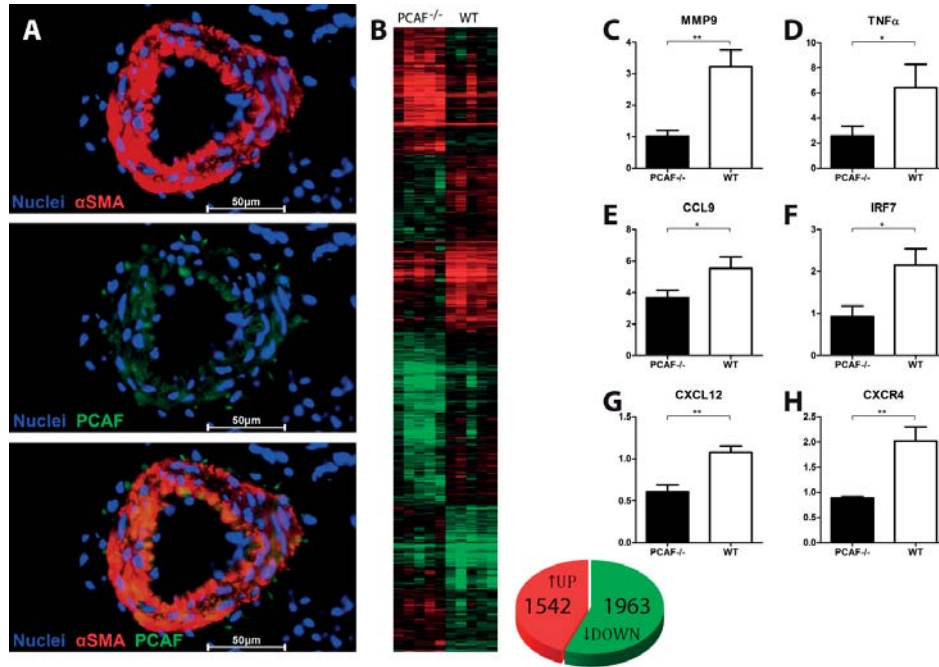 A
Nuclei αSMA
50µm
Nuclei PCAF
50µm
Nuclei αSMA PCAF
50µm
B
PCAF-/- WT
↑UP
1542
1963
↓DOWN
C
MMP9
**
4
3
2
1
0
PCAF-/- WT
D
TNFα
*
10
8
6
4
2
0
PCAF-/- WT
E
CCL9
*
8
6
4
2
0
PCAF-/- WT
F
IRF7
*
3
2
1
0
PCAF-/- WT
G
CXCL12
**
1.5
1.0
0.5
0.0
PCAF-/- WT
H
CXCR4
**
2.5
2.0
1.5
1.0
0.5
0.0
PCAF-/- WT